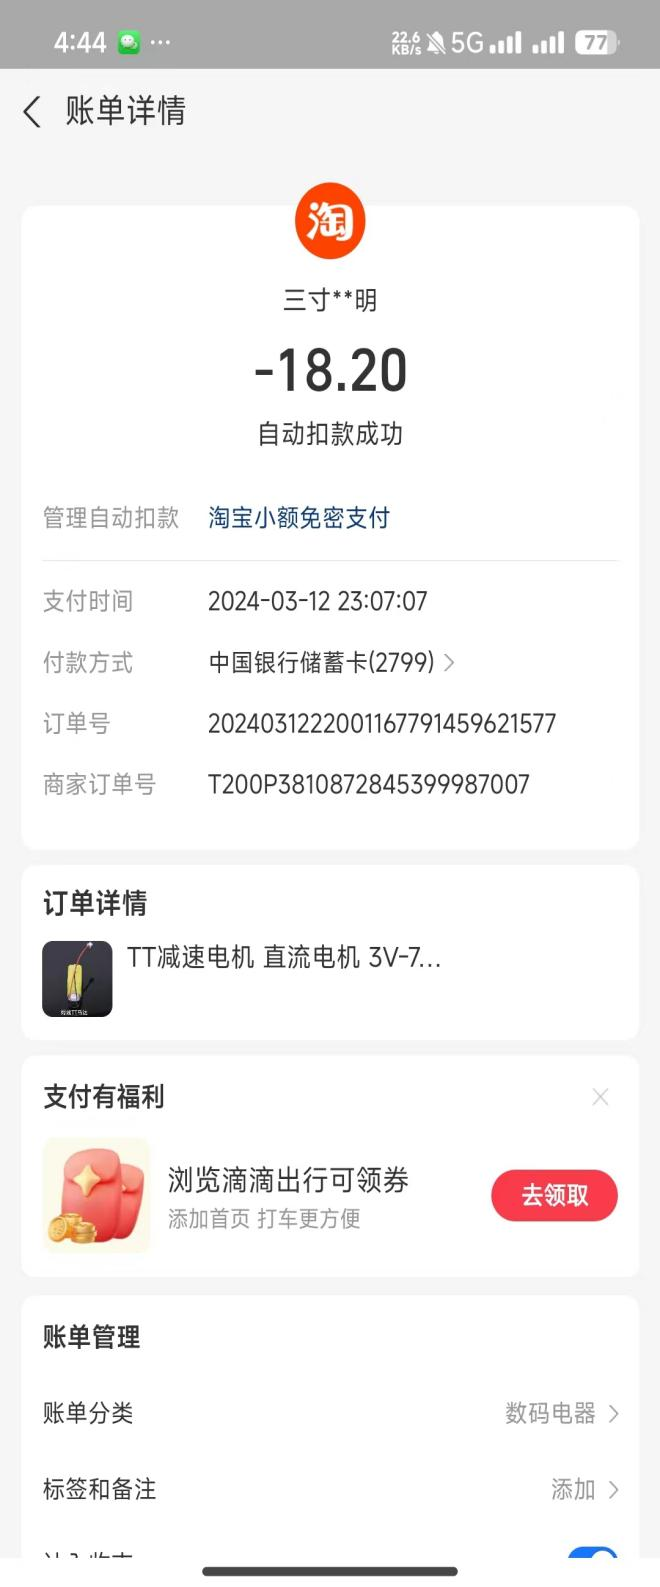 4:44
22.6 KB/s 5G 77
账单详情
淘
三寸**明
-18.20
自动扣款成功
管理自动扣款 淘宝小额免密支付
支付时间 2024-03-12 23:07:07
付款方式 中国银行储蓄卡(2799)
订单号 2024031222001167791459621577
商家订单号 T200P3810872845399987007
订单详情
TT减速电机 直流电机 3V-7...
支付有福利
浏览滴滴出行可领券
添加首页 打车更方便
去领取
账单管理
账单分类 数码电器
标签和备注 添加